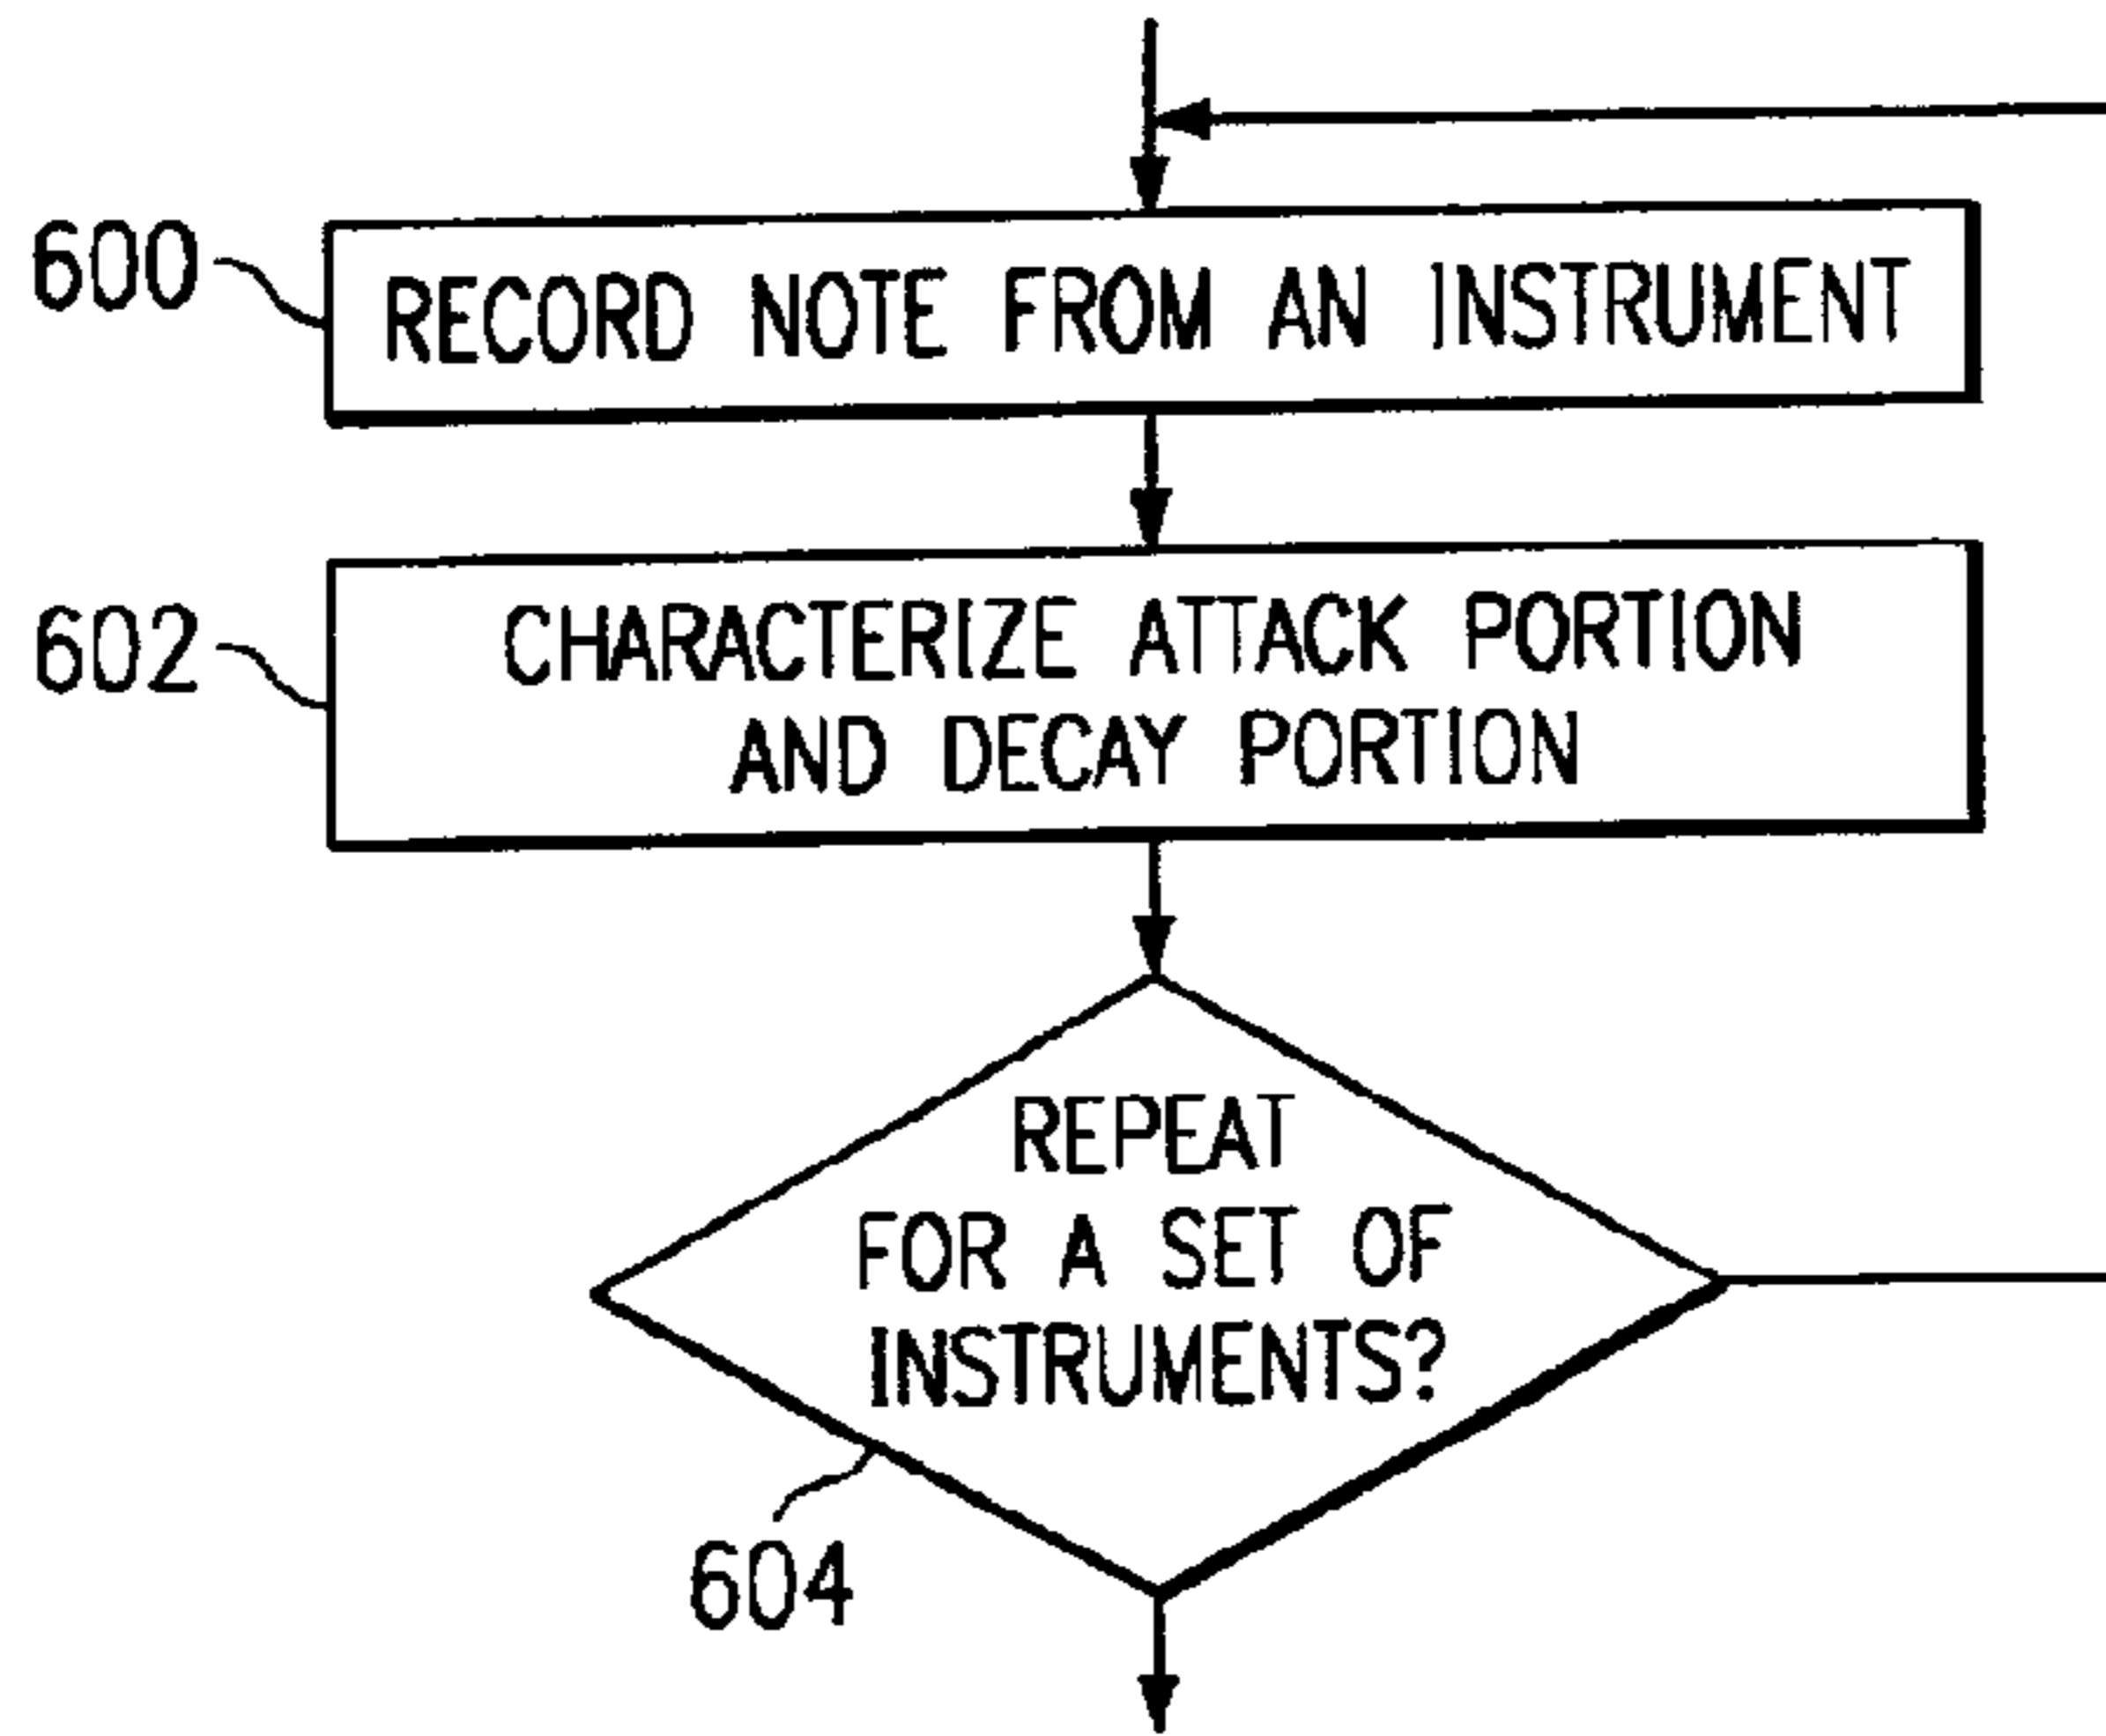 600
RECORD NOTE FROM AN INSTRUMENT
602
CHARACTERIZE ATTACK PORTION
AND DECAY PORTION
REPEAT
FOR A SET OF
INSTRUMENTS?
604